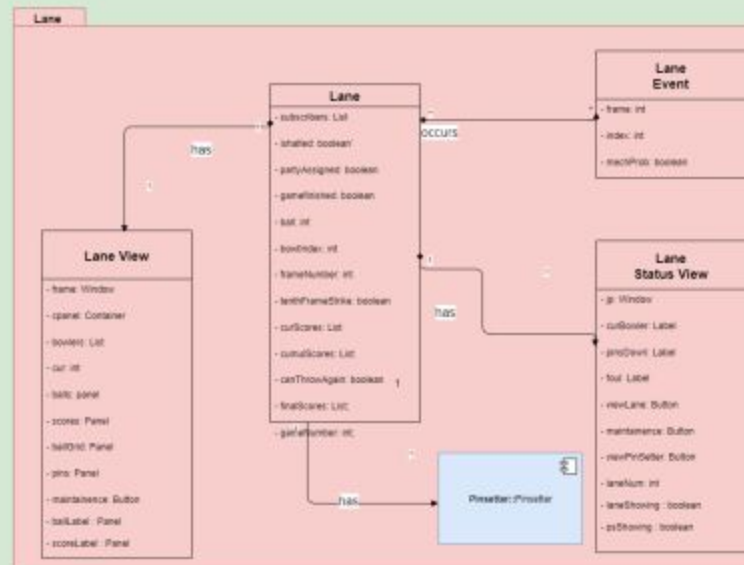 Lane
Lane
- subscribers: List
- isHalted: boolean
- partyAssigned: boolean
- gameFinished: boolean
- ball: int
- bowlIndex: int
- frameNumber: int
- tenthFrameStrike: boolean
- curScores: List
- cumulScores: List
- canThrowAgain: boolean
- finalScores: List;
- gameNumber: int;
1
has
occurs
has
has
Lane
Event
- frame: int
- index: int
- mechProb: boolean
Lane View
- frame: Window
- cpanel: Container
- bowlers: List
- cur: int
- balls: panel
- scores: Panel
- ballGrid: Panel
- pins: Panel
- maintainence: Button
- ballLabel : Panel
- scoreLabel : Panel
Lane
Status View
- jp: Window
- curBowler: Label
- pinsDown: Label
- foul: Label
- viewLane: Button
- maintainence: Button
- viewPinSetter: Button
- laneNum: int
- laneShowing : boolean
- psShowing : boolean
Pinsetter::Pinsetter